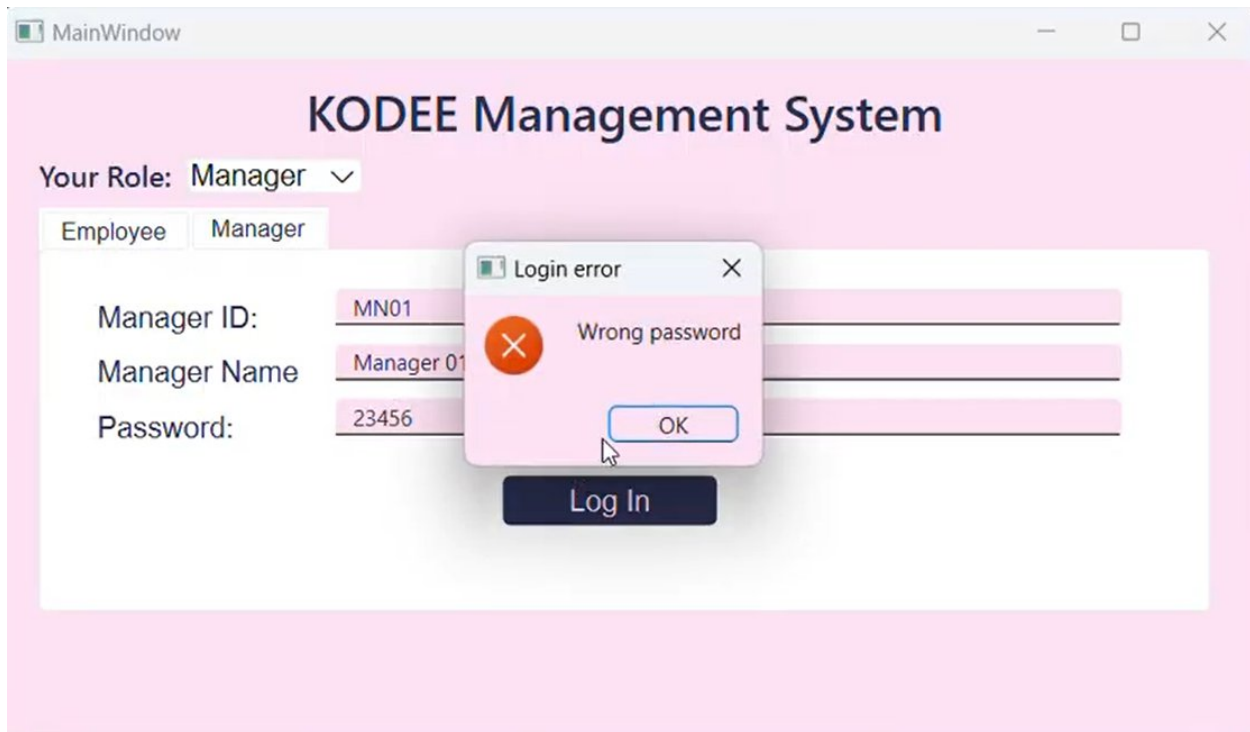 MainWindow
KODEE Management System
Your Role: Manager
Employee Manager
Login error
Manager ID: MN01
Wrong password
Manager Name Manager 01
Password: 23456
OK
Log In